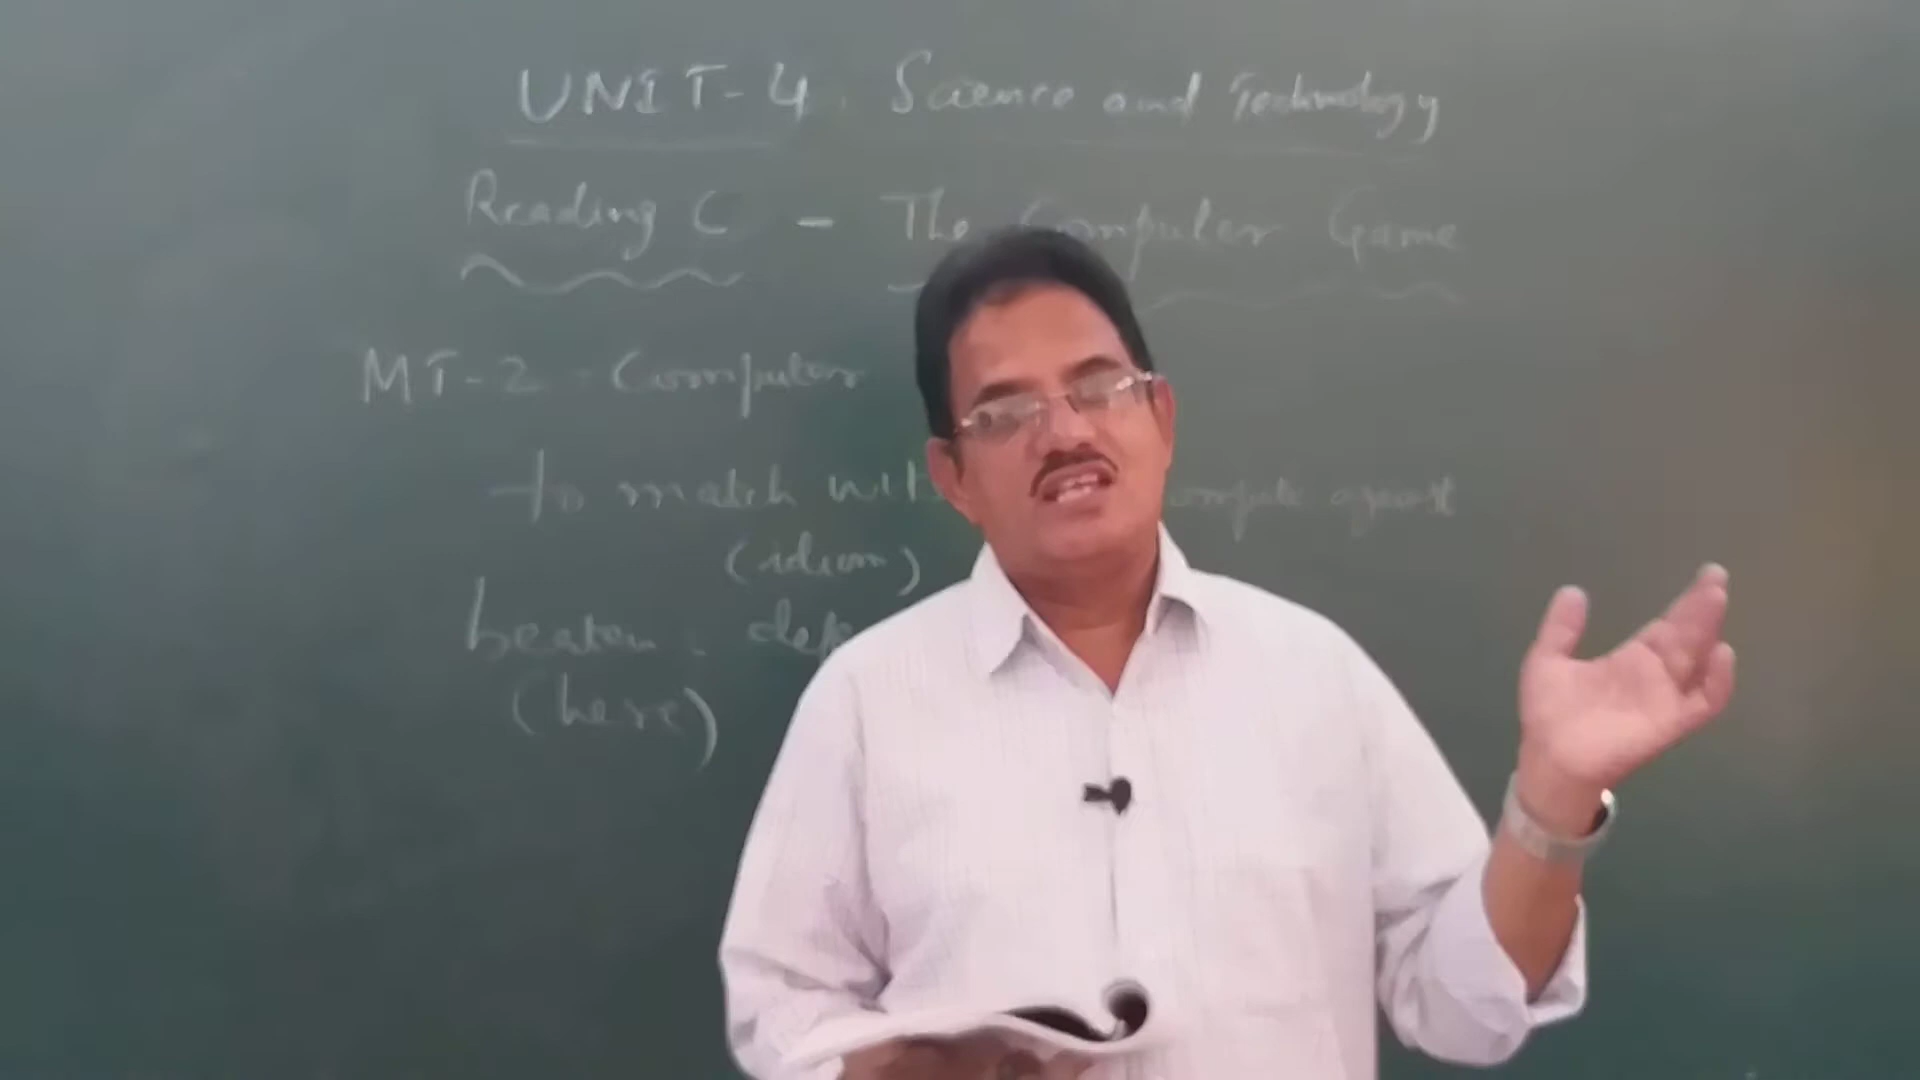 UNIT-4. Science and Technology
Reading C - The Computer Game
MT-2 - Computer
to match with
(idiom)
beaten:
(here)